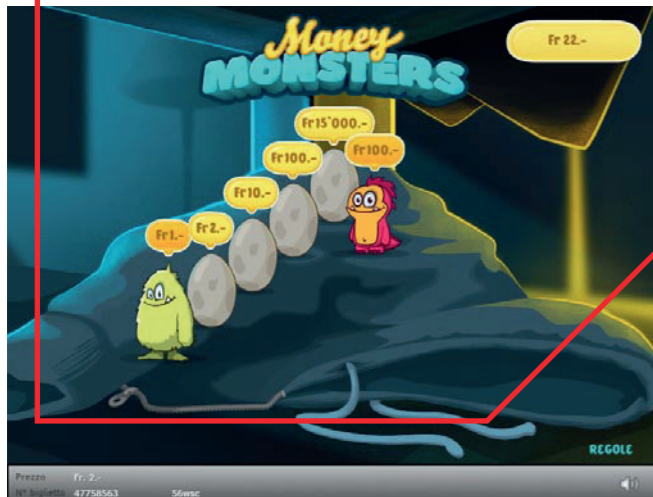 Money
MONSTERS
Fr 22.-
Fr15'000.-
Fr100.-
Fr100.-
Fr10.-
Fr2.-
Fr1.-
REGOLE
Prezzo Fr. 2.-
N° biglietto 47758563 56wsc